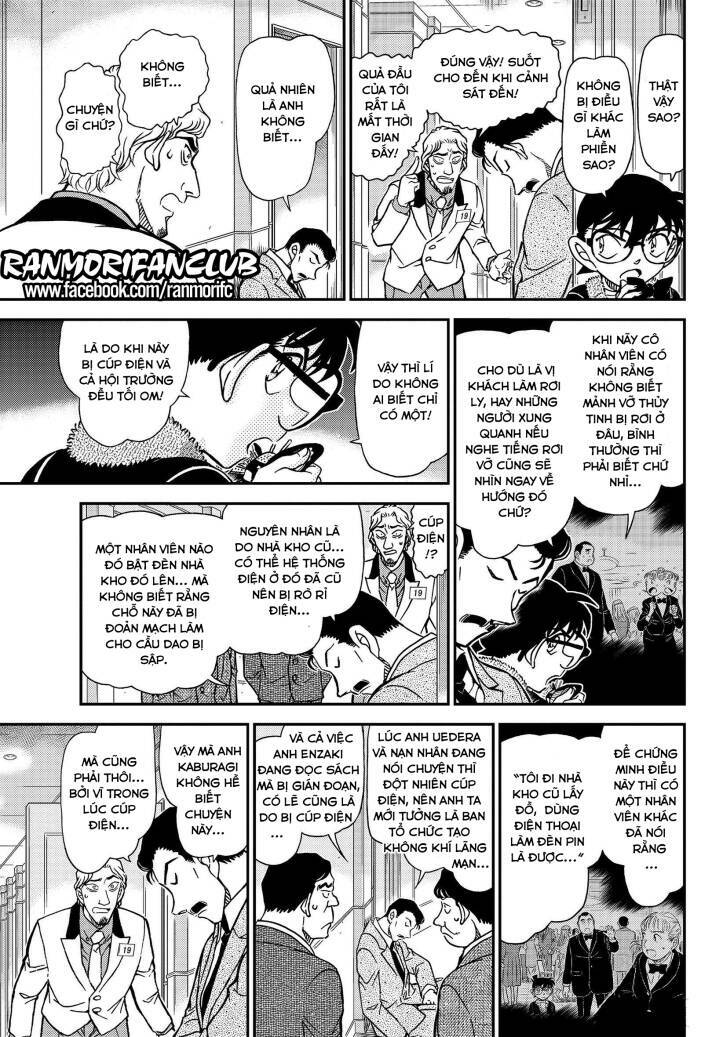 THẬT
VẬY
SAO?
KHÔNG
BỊ ĐIỀU
GÌ KHÁC
LÀM
PHIỀN
SAO?
ĐÚNG VẬY! SUỐT
CHO ĐẾN KHI CẢNH
SÁT ĐẾN!
QUẢ ĐẦU
CỦA TÔI
RẤT LÀ
MẤT THỜI
GIAN
ĐẤY!
19
QUẢ NHIÊN
LÀ ANH
KHÔNG
BIẾT...
KHÔNG
BIẾT...
CHUYỆN
GÌ CHỨ?
RANMORIFANCLUB
www.facebook.com/ranmorifc
KHI NÃY CÔ
NHÂN VIÊN CÓ
NÓI RẰNG
KHÔNG BIẾT
MẢNH VỠ THỦY
TINH BỊ RƠI Ở
ĐÂU, BÌNH
THƯỜNG THÌ
PHẢI BIẾT CHỨ
NHỈ...
CHO DÙ LÀ VỊ
KHÁCH LÀM RƠI
LY, HAY NHỮNG
NGƯỜI XUNG
QUANH NẾU
NGHE TIẾNG RƠI
VỠ CŨNG SẼ
NHÌN NGAY VỀ
HƯỚNG ĐÓ
CHỨ?
VẬY THÌ LÍ
DO KHÔNG
AI BIẾT CHỈ
CÓ MỘT!
LÀ DO KHI NÀY
BỊ CÚP ĐIỆN VÀ
CẢ HỘI TRƯỜNG
ĐỀU TỐI OM!
CÚP
ĐIỆN
!?
19
NGUYÊN NHÂN LÀ
DO NHÀ KHO CŨ...
CÓ THỂ HỆ THỐNG
ĐIỆN Ở ĐÓ ĐÃ CŨ
NÊN BỊ RÒ RỈ
ĐIỆN...
MỘT NHÂN VIÊN NÀO
ĐÓ BẬT ĐÈN NHÀ
KHO ĐÓ LÊN... MÀ
KHÔNG BIẾT RẰNG
CHỖ NÀY ĐÃ BỊ
ĐOẢN MẠCH LÀM
CHO CẦU DAO BỊ
SẬP.
ĐỂ CHỨNG
MINH ĐIỀU NÀY
THÌ CÓ MỘT
NHÂN VIÊN
KHÁC ĐÃ
NÓI RẰNG
...
"TÔI ĐI NHÀ
KHO CŨ LẤY
ĐỒ, DÙNG
ĐIỆN THOẠI
LÀM ĐÈN PIN
LÀ ĐƯỢC..."
LÚC ANH UEDERA
VÀ NẠN NHÂN ĐANG
NÓI CHUYỆN THÌ
ĐỘT NHIÊN CÚP
ĐIỆN, NÊN ANH TA
MỚI TƯỞNG LÀ BAN
TỔ CHỨC TẠO
KHÔNG KHÍ LÃNG
MẠN...
VÀ CẢ VIỆC
ANH ENZAKI
ĐANG ĐỌC SÁCH
MÀ BỊ GIÁN ĐOẠN,
CÓ LẼ CŨNG LÀ
DO BỊ CÚP ĐIỆN
...
VẬY MÀ ANH
KABURAGI
KHÔNG HỀ
BIẾT
CHUYỆN
NÀY...
MÀ CŨNG
PHẢI THÔI...
BỞI VÌ TRONG
LÚC CÚP
ĐIỆN...
19